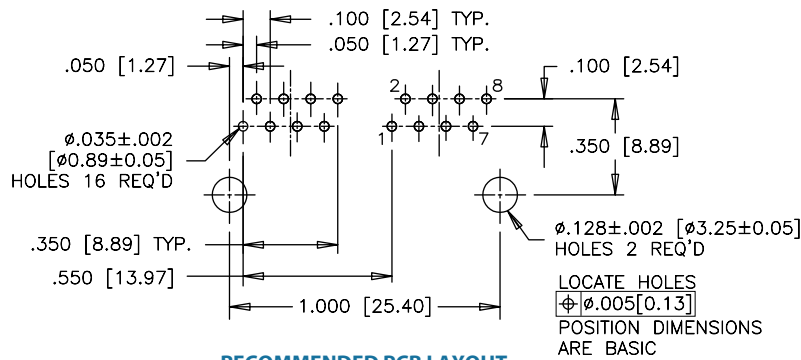 .100 [2.54] TYP.
.050 [1.27] TYP.
.050 [1.27]
.100 [2.54]
2
8
1
7
ø.035±.002
[ø0.89±0.05]
HOLES 16 REQ'D
.350 [8.89]
ø.128±.002 [ø3.25±0.05]
HOLES 2 REQ'D
.350 [8.89] TYP.
.550 [13.97]
1.000 [25.40]
LOCATE HOLES
⌖ ø.005[0.13]
POSITION DIMENSIONS
ARE BASIC
RECOMMENDED PCB LAYOUT